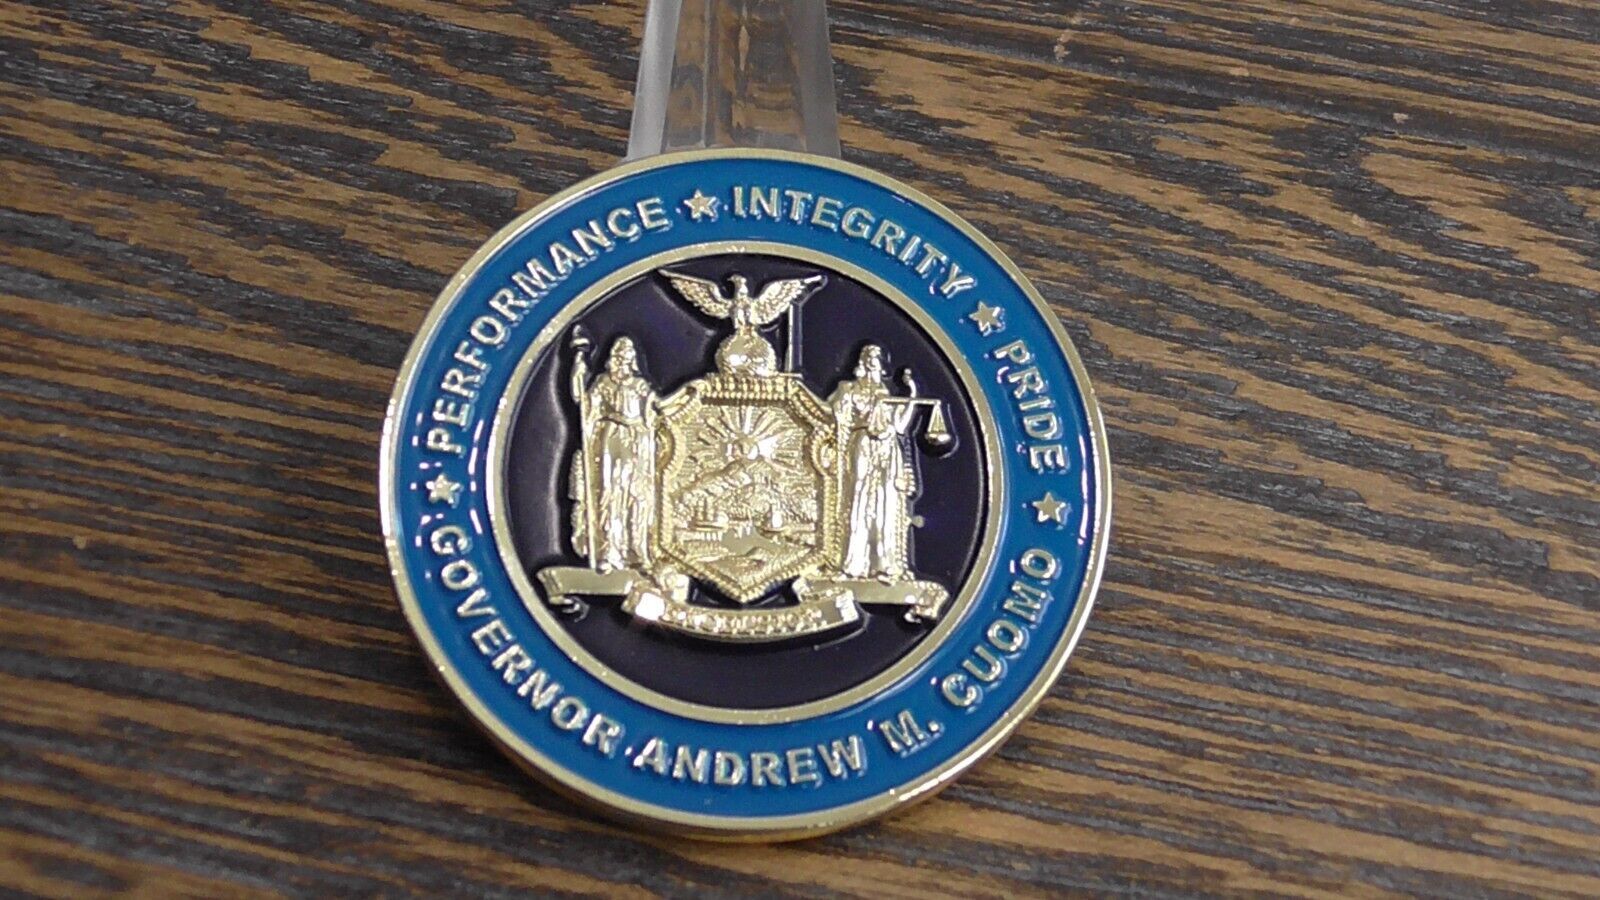 PERFORMANCE ★ INTEGRITY ★ PRIDE ★
GOVERNOR ANDREW M. CUOMO ★